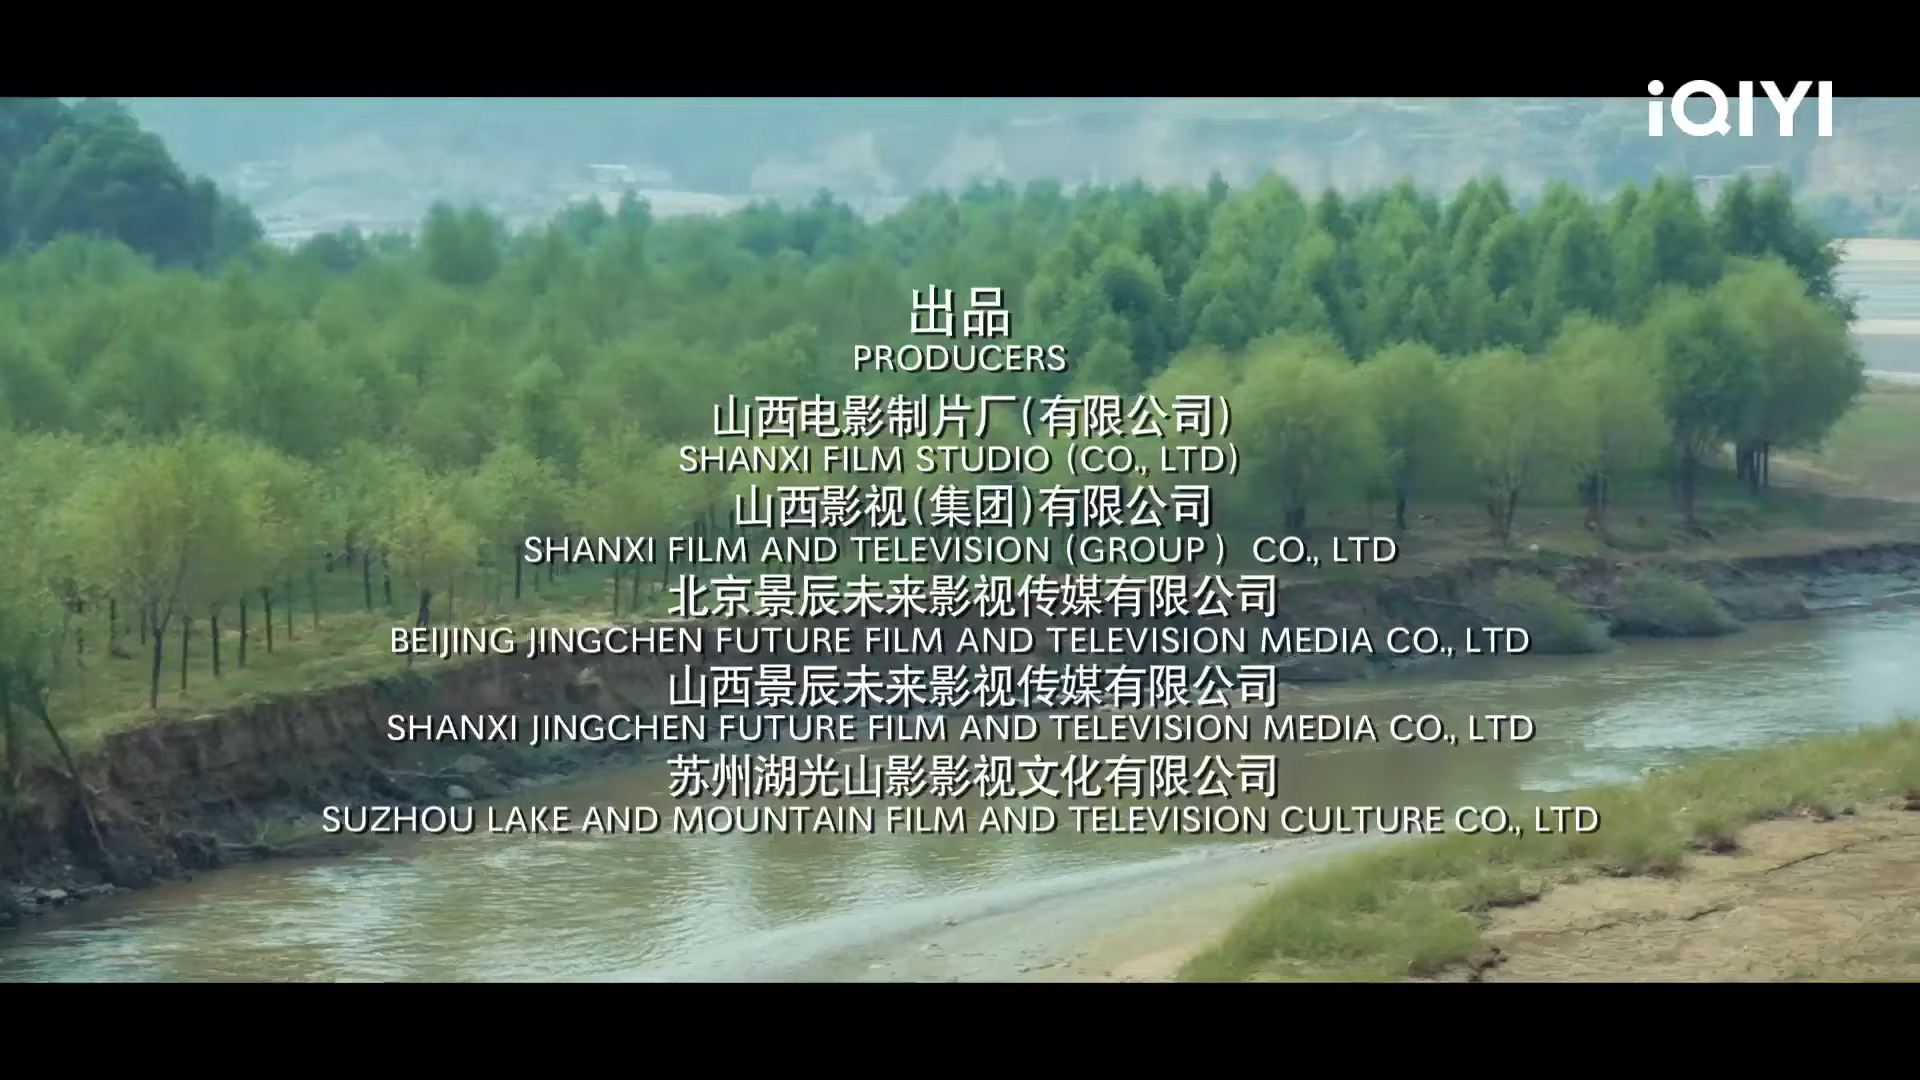 iQIYI
出品
PRODUCERS
山西电影制片厂(有限公司)
SHANXI FILM STUDIO (CO., LTD)
山西影视(集团)有限公司
SHANXI FILM AND TELEVISION (GROUP) CO., LTD
北京景辰未来影视传媒有限公司
BEIJING JINGCHEN FUTURE FILM AND TELEVISION MEDIA CO., LTD
山西景辰未来影视传媒有限公司
SHANXI JINGCHEN FUTURE FILM AND TELEVISION MEDIA CO., LTD
苏州湖光山影影视文化有限公司
SUZHOU LAKE AND MOUNTAIN FILM AND TELEVISION CULTURE CO., LTD